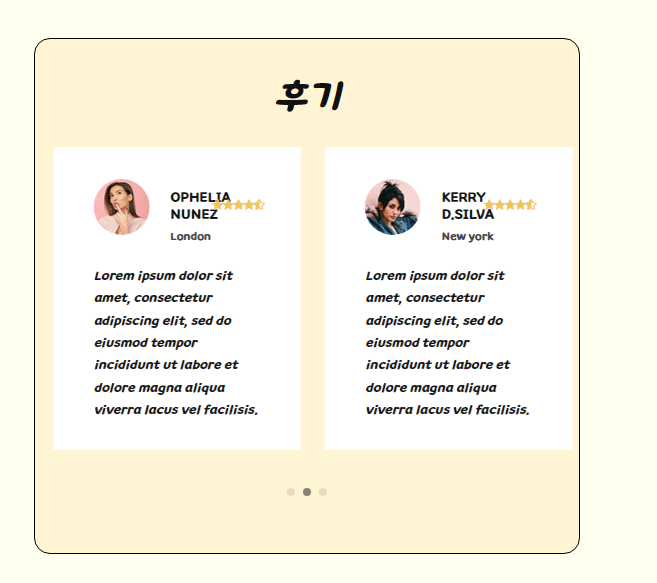 후기
OPHELIA
NUNEZ
London
Lorem ipsum dolor sit
amet, consectetur
adipiscing elit, sed do
eiusmod tempor
incididunt ut labore et
dolore magna aliqua
viverra lacus vel facilisis.
KERRY
D.SILVA
New york
Lorem ipsum dolor sit
amet, consectetur
adipiscing elit, sed do
eiusmod tempor
incididunt ut labore et
dolore magna aliqua
viverra lacus vel facilisis.